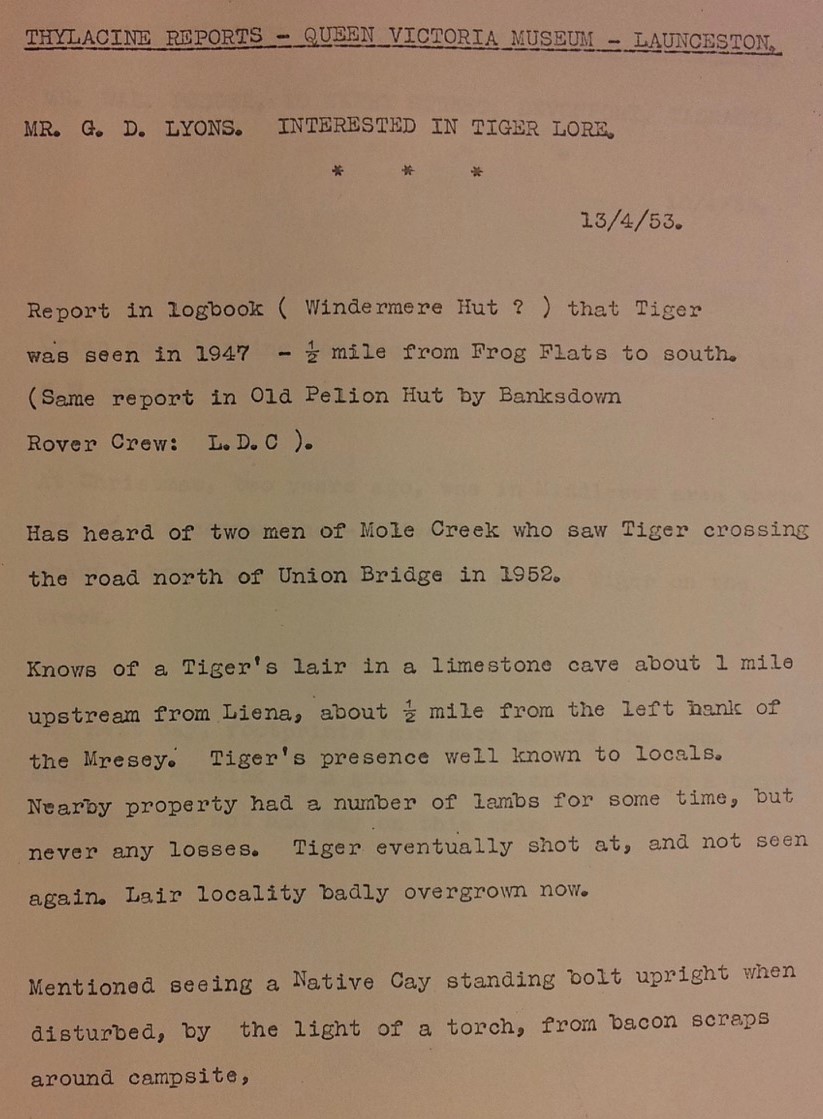 THYLACINE REPORTS - QUEEN VICTORIA MUSEUM - LAUNCESTON.
MR. G. D. LYONS. INTERESTED IN TIGER LORE.
* * *
13/4/53.
Report in logbook ( Windermere Hut ? ) that Tiger
was seen in 1947 - ½ mile from Frog Flats to south.
(Same report in Old Pelion Hut by Banksdown
Rover Crew: L.D.C ).
Has heard of two men of Mole Creek who saw Tiger crossing
the road north of Union Bridge in 1952.
Knows of a Tiger's lair in a limestone cave about 1 mile
upstream from Liena, about ½ mile from the left hank of
the Mresey. Tiger's presence well known to locals.
Nearby property had a number of lambs for some time, but
never any losses. Tiger eventually shot at, and not seen
again. Lair locality badly overgrown now.
Mentioned seeing a Native Cay standing bolt upright when
disturbed, by the light of a torch, from bacon scraps
around campsite,